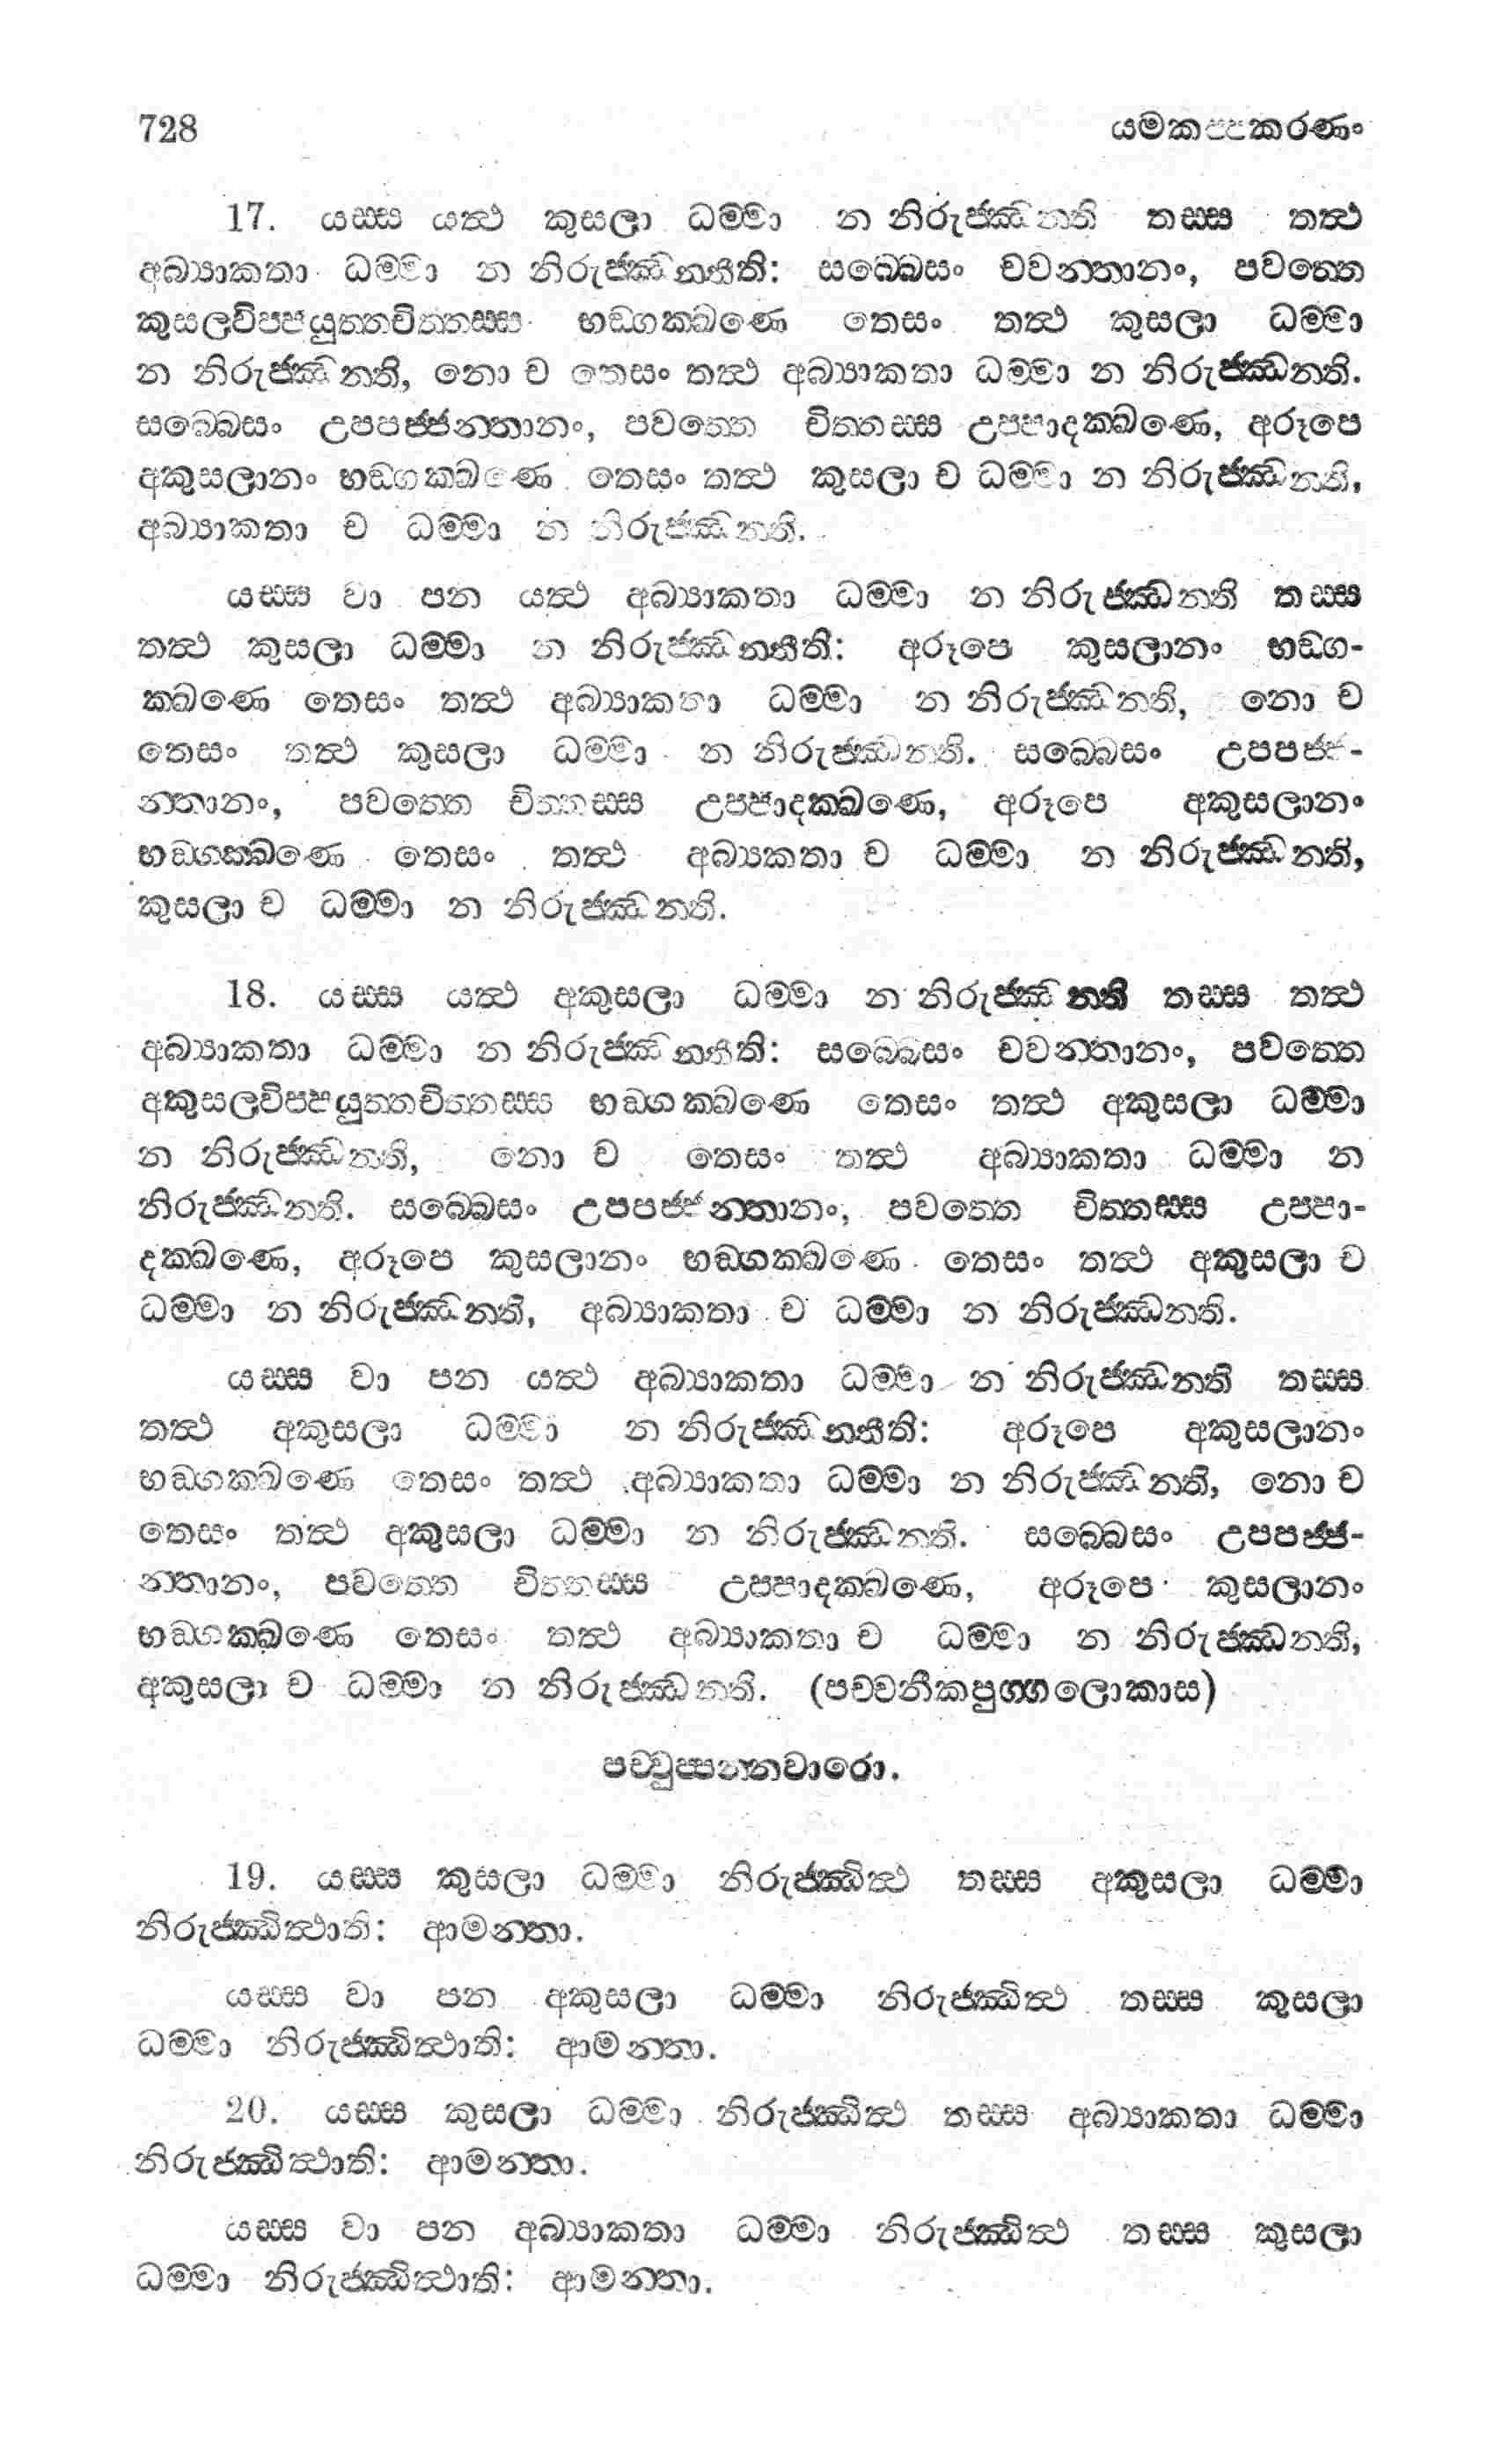 728 යමකප්පකරණං
17. යස්ස යත්ථ කුසලා ධම්මා න නිරුජ්ඣන්ති තස්ස තත්ථ
අබ්‍යාකතා ධම්මා න නිරුජ්ඣන්තීති: සබ්බෙසං චවන්තානං, පවත්තෙ
කුසලවිප්පයුත්තචිත්තස්ස භඞ්ගක්ඛණෙ තෙසං තත්ථ කුසලා ධම්මා
න නිරුජ්ඣන්ති, නො ච තෙසං තත්ථ අබ්‍යාකතා ධම්මා න නිරුජ්ඣන්ති.
සබ්බෙසං උපපජ්ජන්තානං, පවත්තෙ චිත්තස්ස උප්පාදක්ඛණෙ, අරූපෙ
අකුසලානං භඞ්ගක්ඛණෙ තෙසං තත්ථ කුසලා ච ධම්මා න නිරුජ්ඣන්ති,
අබ්‍යාකතා ච ධම්මා න නිරුජ්ඣන්ති.
යස්ස වා පන යත්ථ අබ්‍යාකතා ධම්මා න නිරුජ්ඣන්ති තස්ස
තත්ථ කුසලා ධම්මා න නිරුජ්ඣන්තීති: අරූපෙ කුසලානං භඞ්ග-
ක්ඛණෙ තෙසං තත්ථ අබ්‍යාකතා ධම්මා න නිරුජ්ඣන්ති, නො ච
තෙසං තත්ථ කුසලා ධම්මා න නිරුජ්ඣන්ති. සබ්බෙසං උපපජ්ජ-
න්තානං, පවත්තෙ චිත්තස්ස උප්පාදක්ඛණෙ, අරූපෙ අකුසලානං
භඞ්ගක්ඛණෙ තෙසං තත්ථ අබ්‍යකතා ච ධම්මා න නිරුජ්ඣන්ති,
කුසලා ච ධම්මා න නිරුජ්ඣන්ති.
18. යස්ස යත්ථ අකුසලා ධම්මා න නිරුජ්ඣන්ති තස්ස තත්ථ
අබ්‍යාකතා ධම්මා න නිරුජ්ඣන්තීති: සබ්බෙසං චවන්තානං, පවත්තෙ
අකුසලවිප්පයුත්තචිත්තස්ස භඞ්ගක්ඛණෙ තෙසං තත්ථ අකුසලා ධම්මා
න නිරුජ්ඣන්ති, නො ච තෙසං තත්ථ අබ්‍යාකතා ධම්මා න
නිරුජ්ඣන්ති. සබ්බෙසං උපපජ්ජන්තානං, පවත්තෙ චිත්තස්ස උප්පා-
දක්ඛණෙ, අරූපෙ කුසලානං භඞ්ගක්ඛණෙ තෙසං තත්ථ අකුසලා ච
ධම්මා න නිරුජ්ඣන්ති, අබ්‍යාකතා ච ධම්මා න නිරුජ්ඣන්ති.
යස්ස වා පන යත්ථ අබ්‍යාකතා ධම්මා න නිරුජ්ඣන්ති තස්ස
තත්ථ අකුසලා ධම්මා න නිරුජ්ඣන්තීති: අරූපෙ අකුසලානං
භඞ්ගක්ඛණෙ තෙසං තත්ථ අබ්‍යාකතා ධම්මා න නිරුජ්ඣන්ති, නො ච
තෙසං තත්ථ අකුසලා ධම්මා න නිරුජ්ඣන්ති. සබ්බෙසං උපපජ්ජ-
න්තානං, පවත්තෙ චිත්තස්ස උප්පාදක්ඛණෙ, අරූපෙ කුසලානං
භඞ්ගක්ඛණෙ තෙසං තත්ථ අබ්‍යාකතා ච ධම්මා න නිරුජ්ඣන්ති,
අකුසලා ච ධම්මා න නිරුජ්ඣන්ති. (පච්චනීකපුග්ගලොකාස)
පච්චුප්පන්නවාරො.
19. යස්ස කුසලා ධම්මා නිරුජ්ඣිත්ථ තස්ස අකුසලා ධම්මා
නිරුජ්ඣිත්ථාති: ආමන්තා.
යස්ස වා පන අකුසලා ධම්මා නිරුජ්ඣිත්ථ තස්ස කුසලා
ධම්මා නිරුජ්ඣිත්ථාති: ආමන්තා.
20. යස්ස කුසලා ධම්මා නිරුජ්ඣිත්ථ තස්ස අබ්‍යාකතා ධම්මා
නිරුජ්ඣිත්ථාති: ආමන්තා.
යස්ස වා පන අබ්‍යාකතා ධම්මා නිරුජ්ඣිත්ථ තස්ස කුසලා
ධම්මා නිරුජ්ඣිත්ථාති: ආමන්තා.